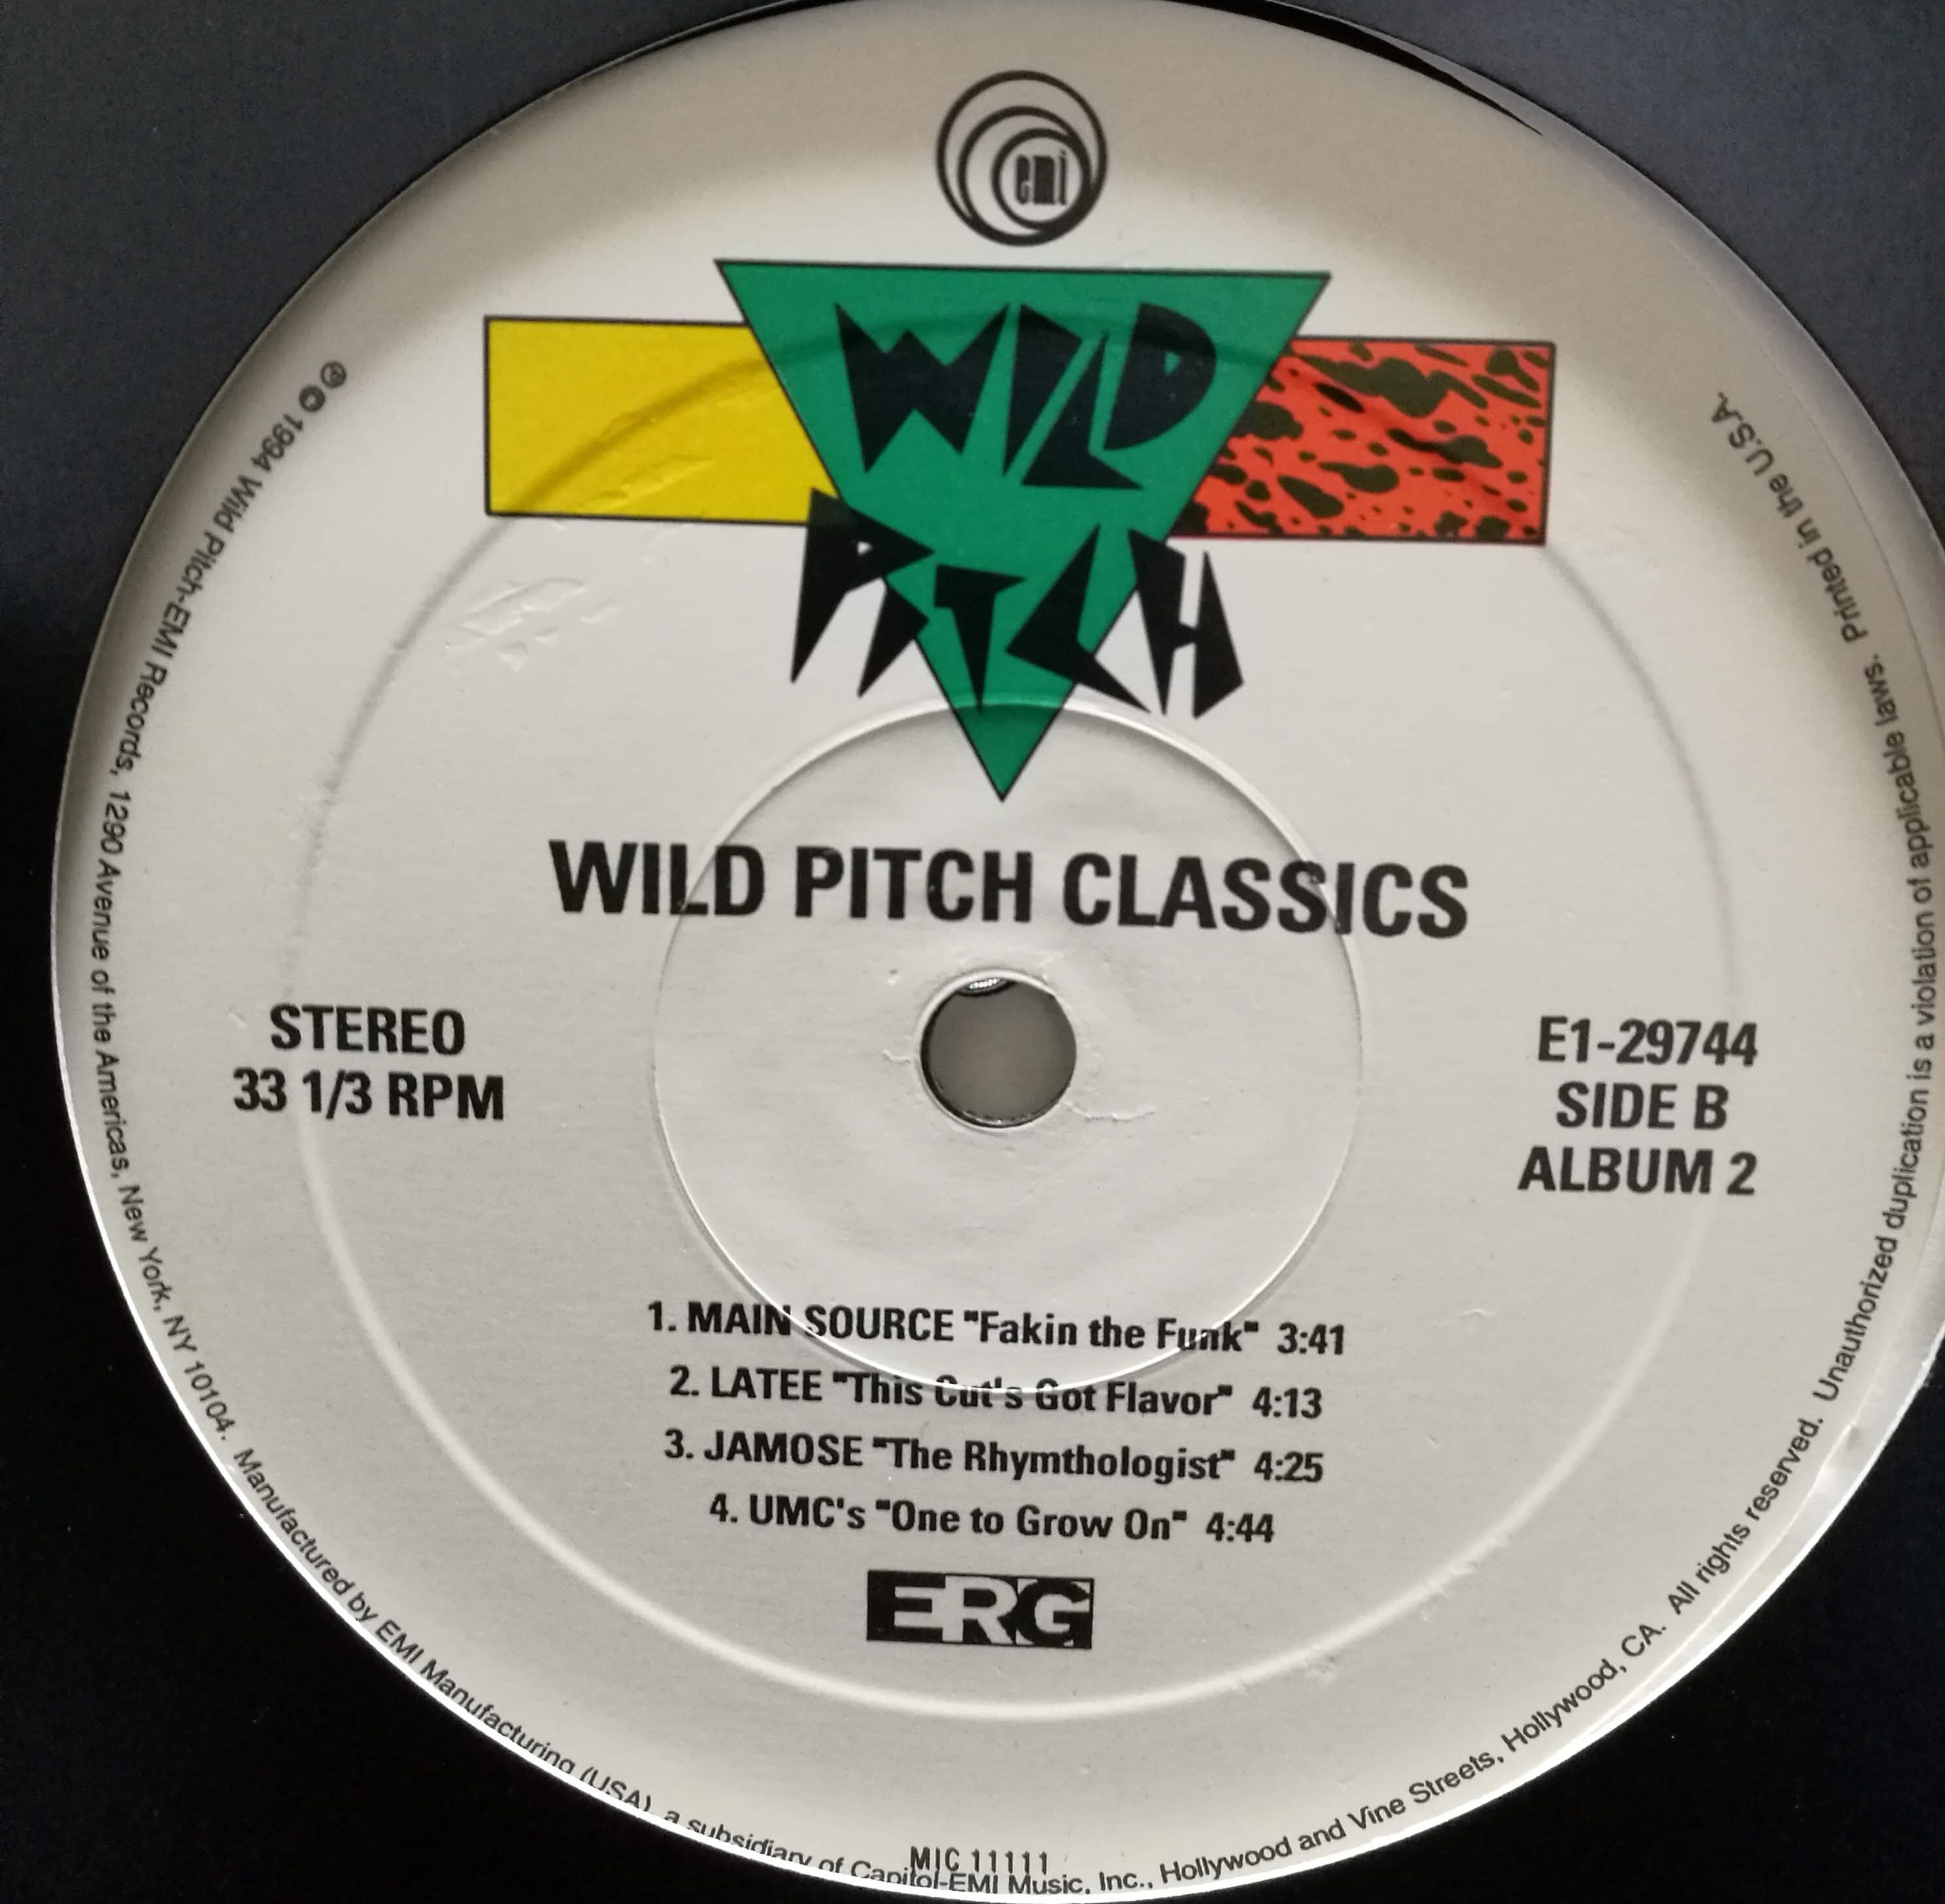 emi
WILD
PITCH
WILD PITCH CLASSICS
STEREO
33 1/3 RPM
E1-29744
SIDE B
ALBUM 2
1. MAIN SOURCE "Fakin the Funk" 3:41
2. LATEE "This Cut's Got Flavor" 4:13
3. JAMOSE "The Rhymthologist" 4:25
4. UMC's "One to Grow On" 4:44
ERG
MIC 11111
℗ © 1994 Wild Pitch-EMI Records, 1290 Avenue of the Americas, New York, NY 10104. Manufactured by EMI Manufacturing (USA), a subsidiary of Capitol-EMI Music, Inc., Hollywood and Vine Streets, Hollywood, CA. All rights reserved. Unauthorized duplication is a violation of applicable laws. Printed in the U.S.A.